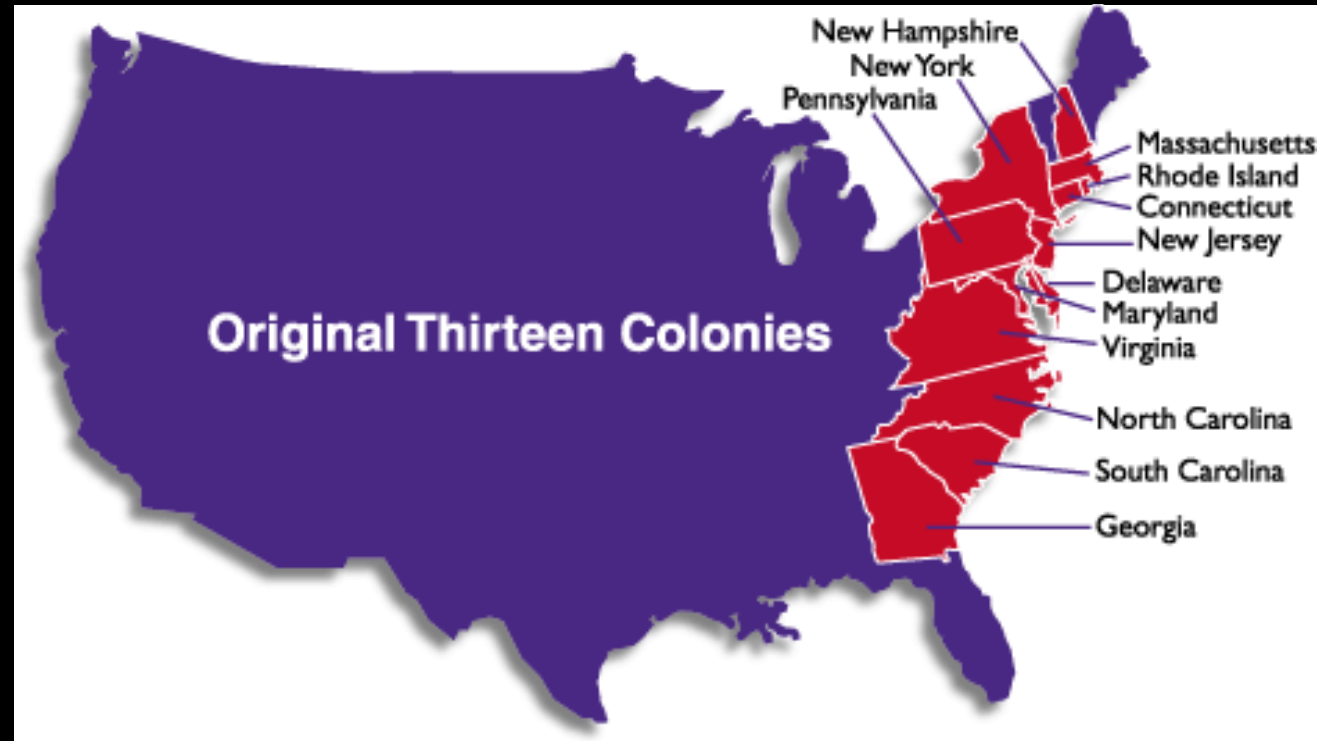 New Hampshire
New York
Pennsylvania
Massachusetts
Rhode Island
Connecticut
New Jersey
Delaware
Maryland
Virginia
Original Thirteen Colonies
North Carolina
South Carolina
Georgia